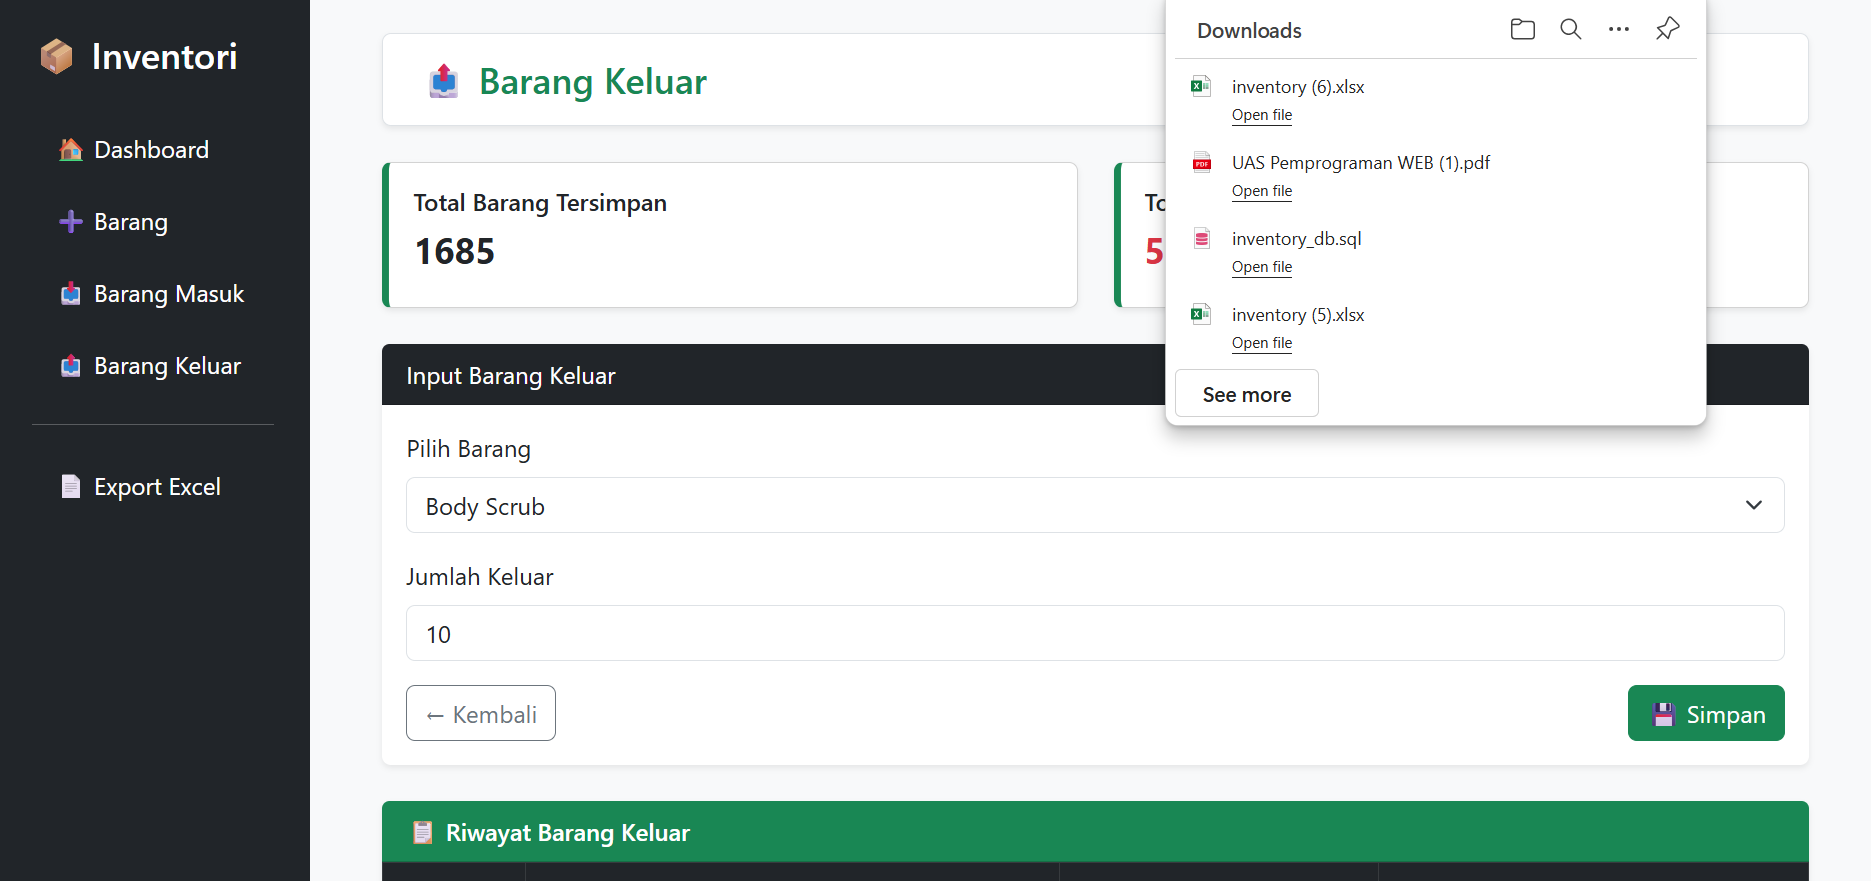 Inventori
Dashboard
Barang
Barang Masuk
Barang Keluar
Export Excel
Barang Keluar
Total Barang Tersimpan
1685
5
Input Barang Keluar
Pilih Barang
Body Scrub
Jumlah Keluar
10
← Kembali
Simpan
Riwayat Barang Keluar
Downloads
inventory (6).xlsx
Open file
PDF
UAS Pemprograman WEB (1).pdf
Open file
inventory_db.sql
Open file
inventory (5).xlsx
Open file
See more